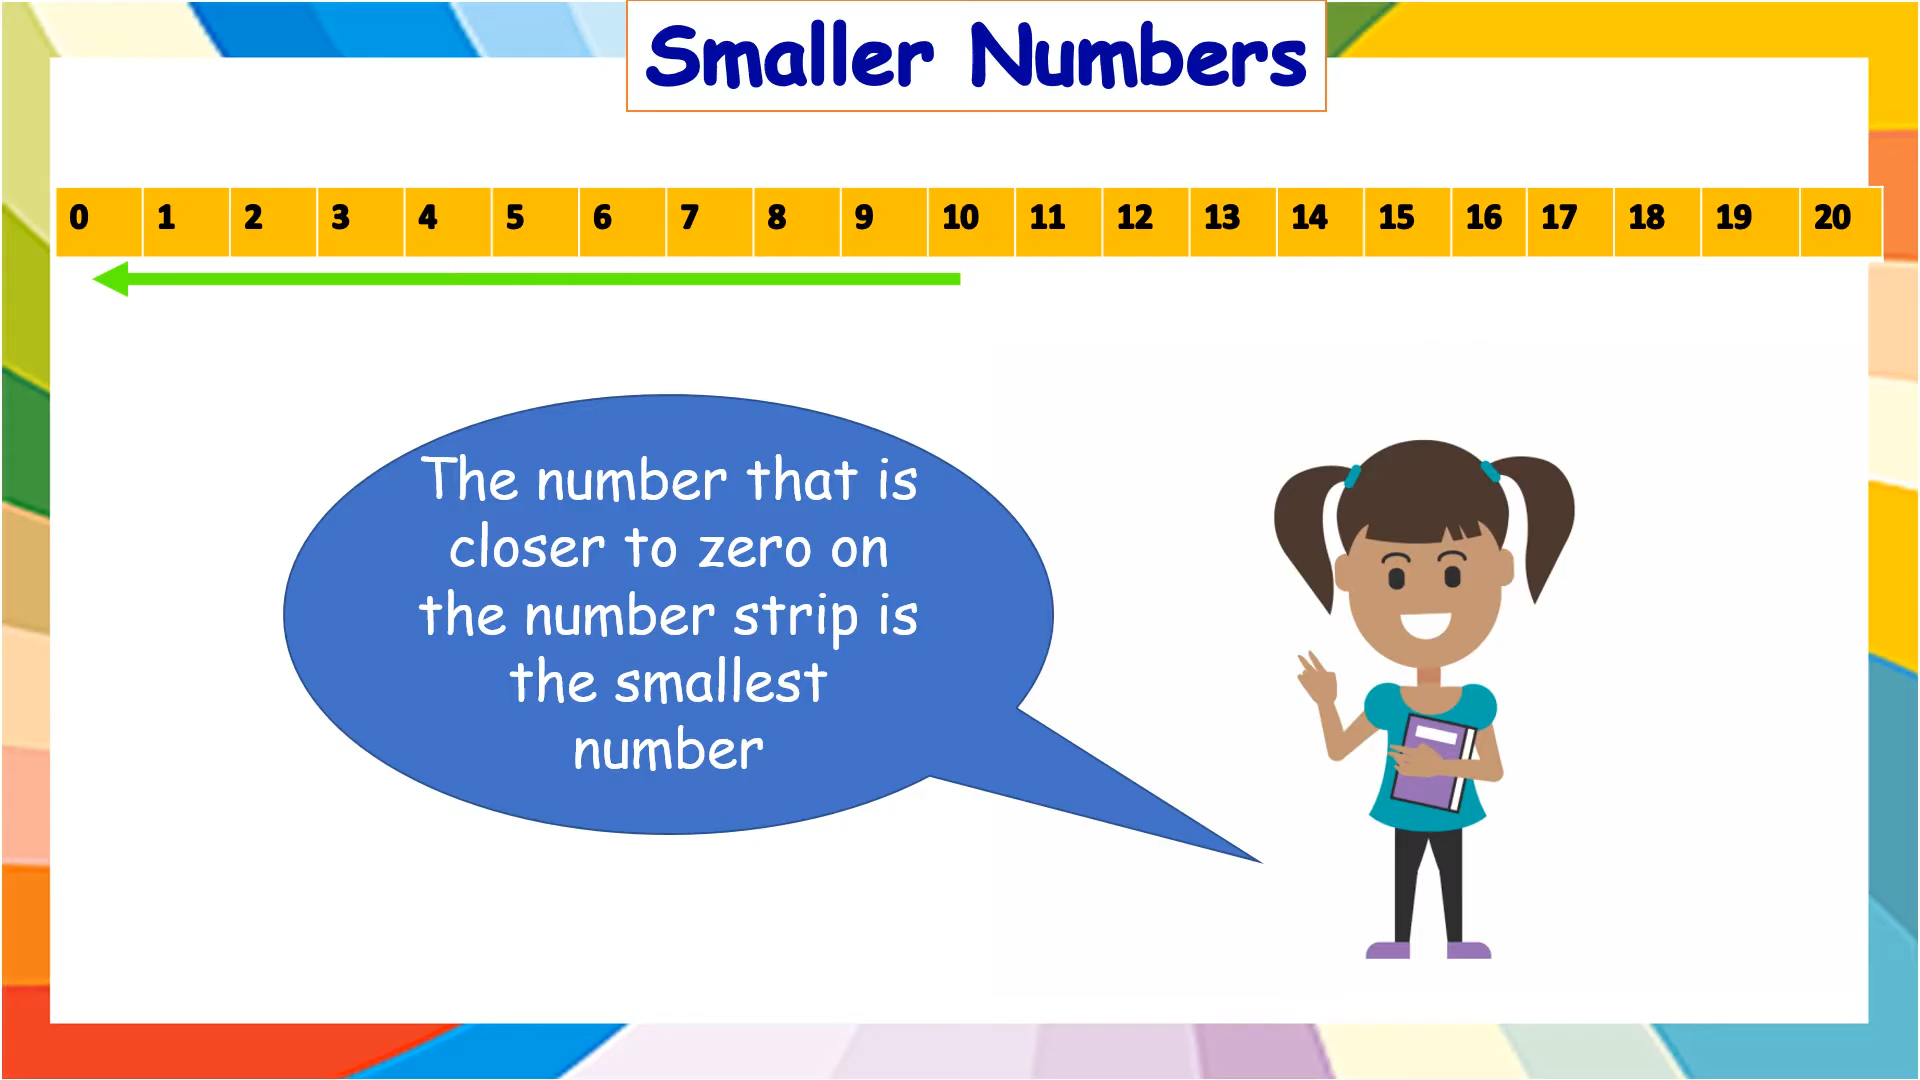 Smaller Numbers
0 1 2 3 4 5 6 7 8 9 10 11 12 13 14 15 16 17 18 19 20
The number that is
closer to zero on
the number strip is
the smallest
number